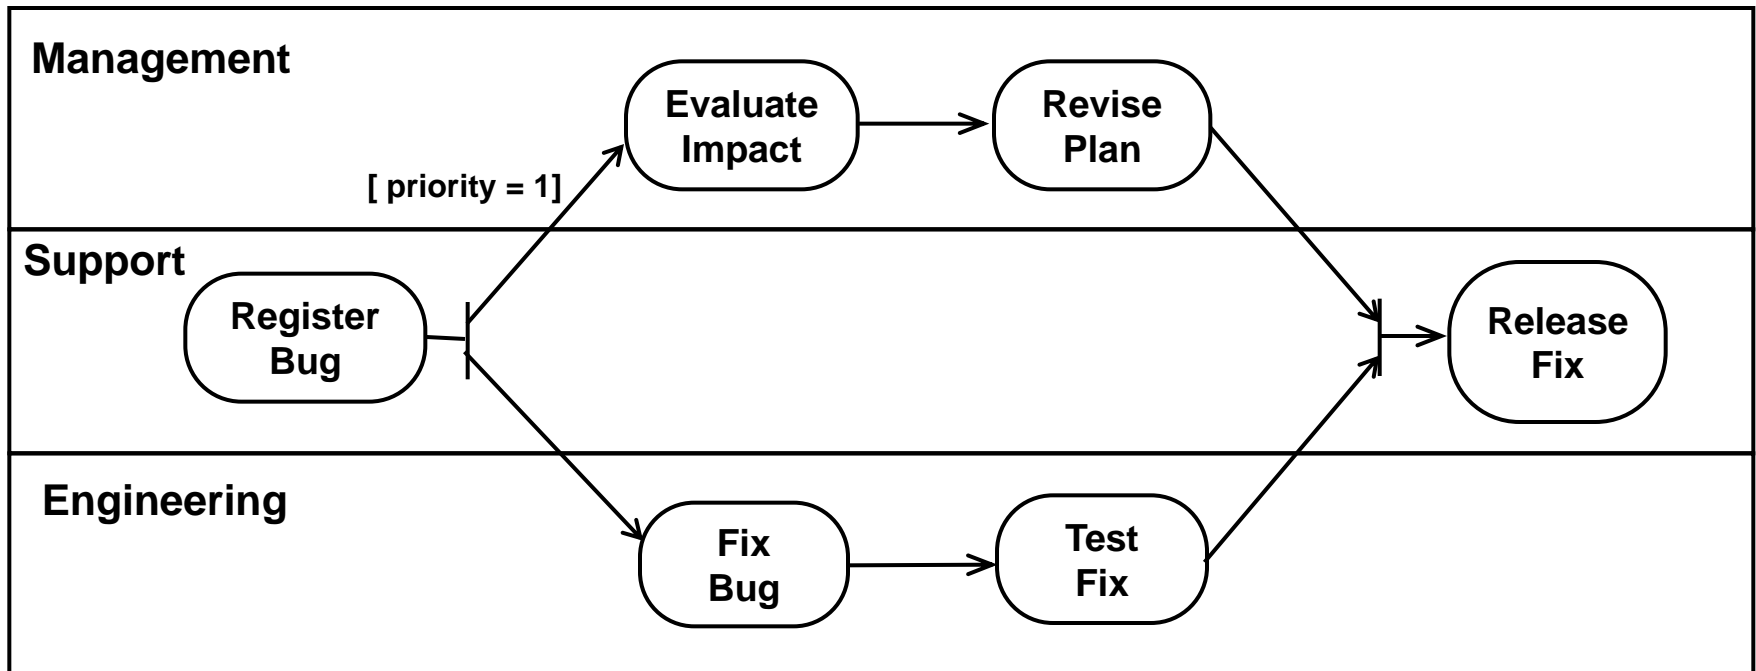 Management
Evaluate
Impact
Revise
Plan
[ priority = 1]
Support
Register
Bug
Release
Fix
Engineering
Fix
Bug
Test
Fix